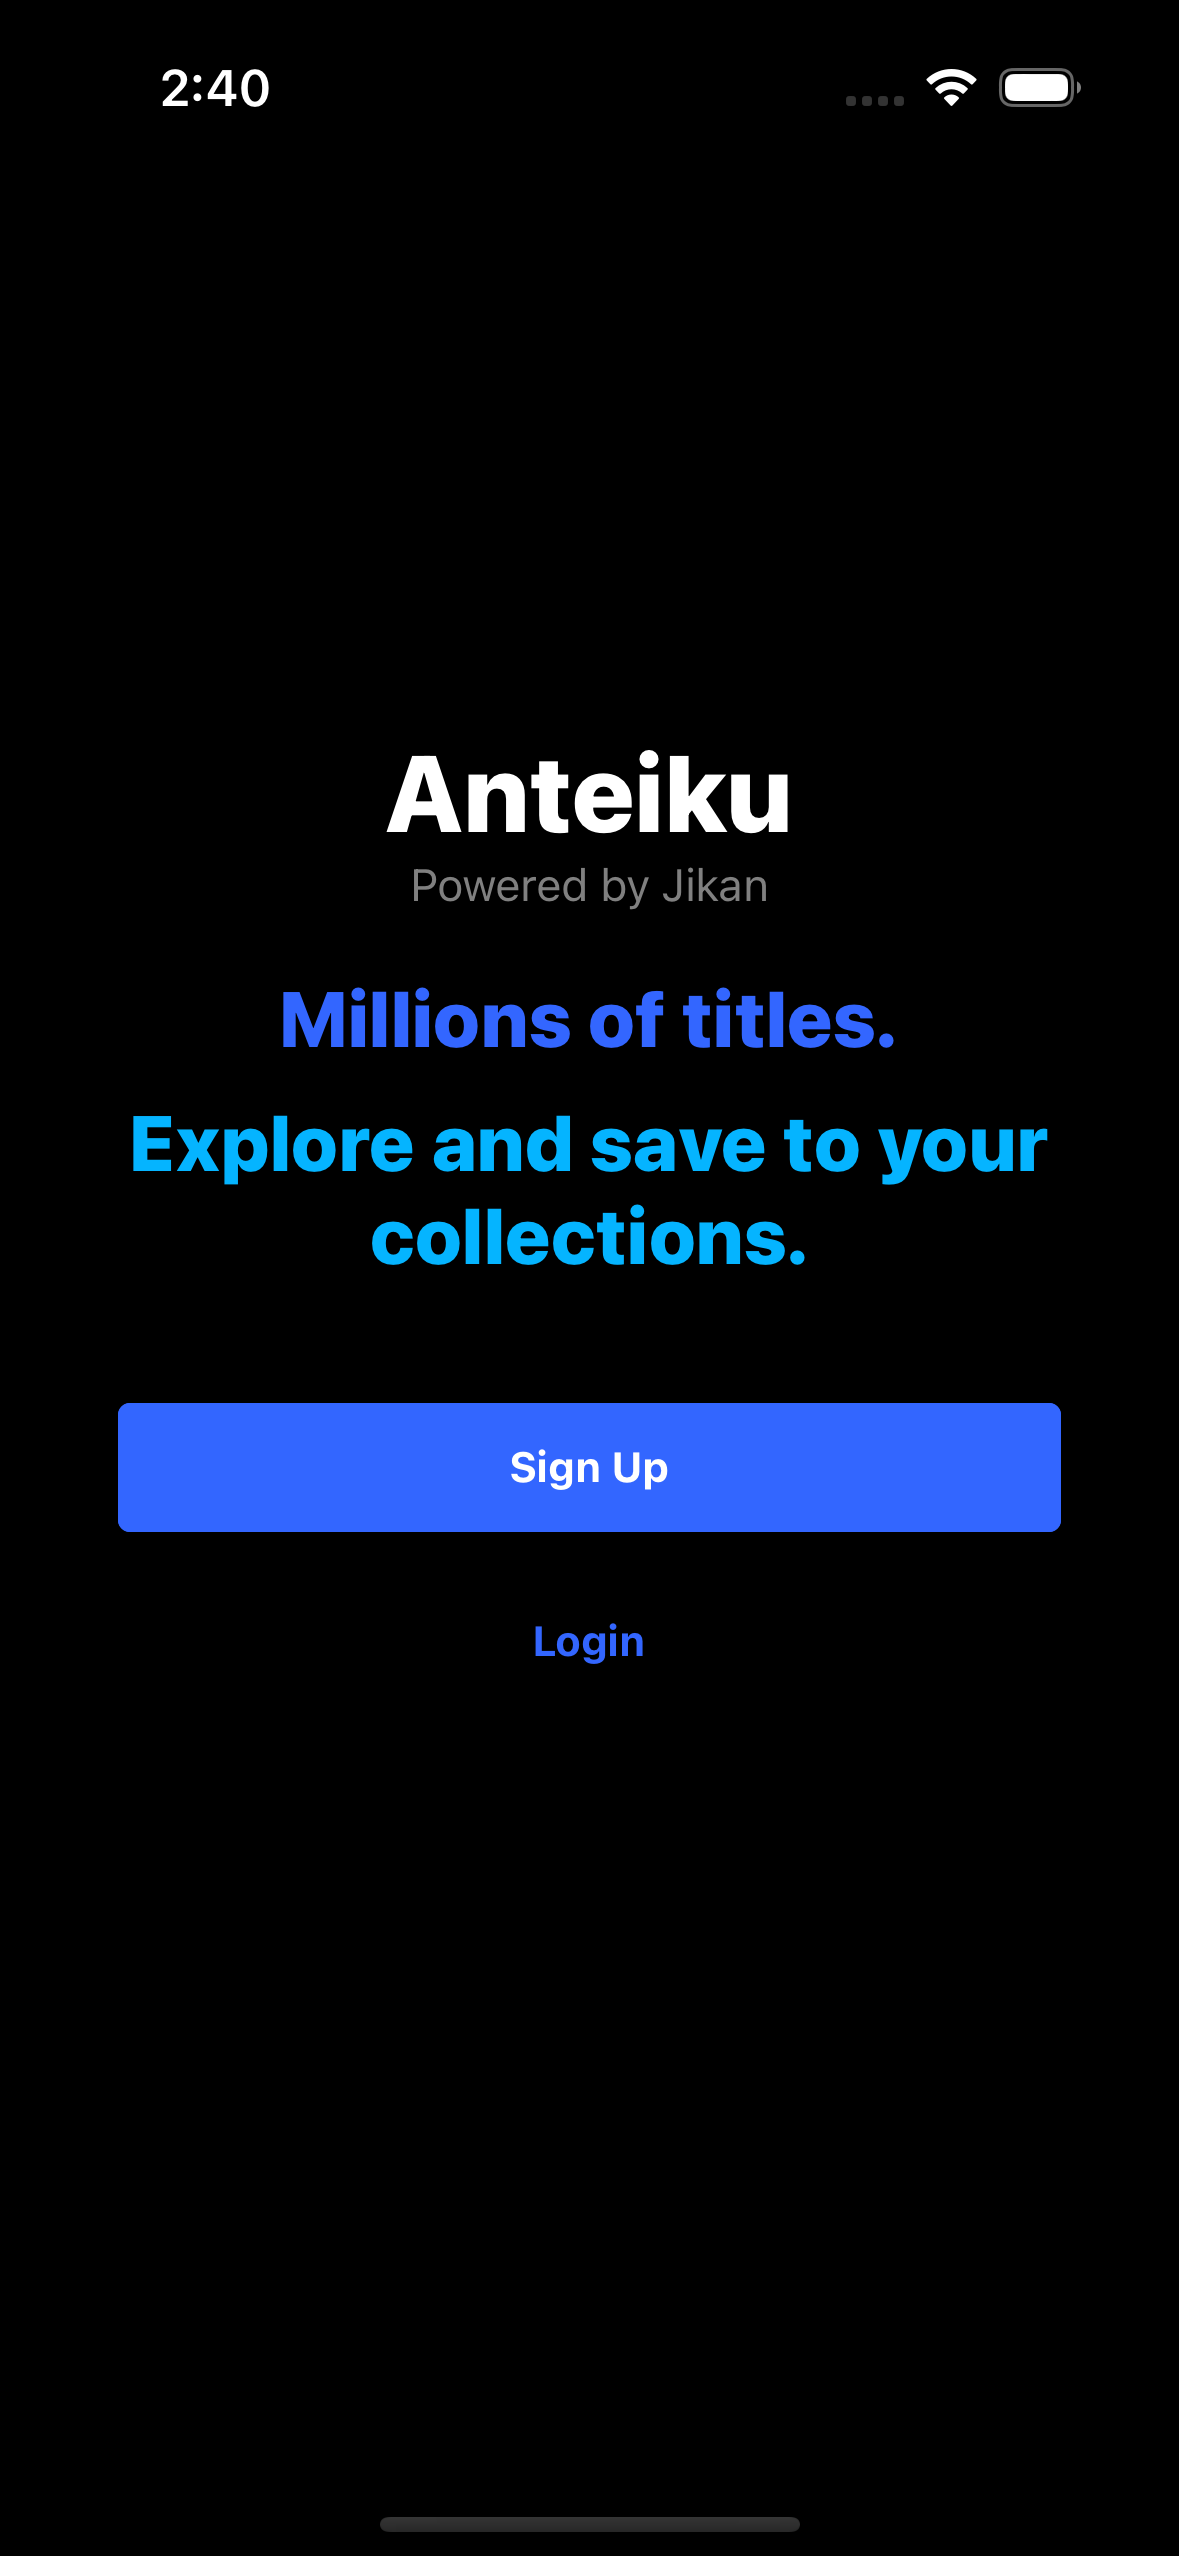 2:40
Anteiku
Powered by Jikan
Millions of titles.
Explore and save to your
collections.
Sign Up
Login